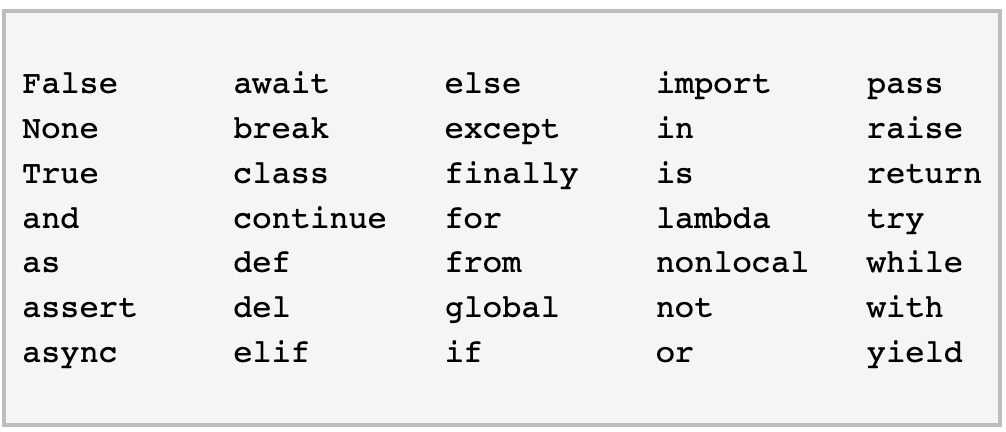 False await else import pass
None break except in raise
True class finally is return
and continue for lambda try
as def from nonlocal while
assert del global not with
async elif if or yield